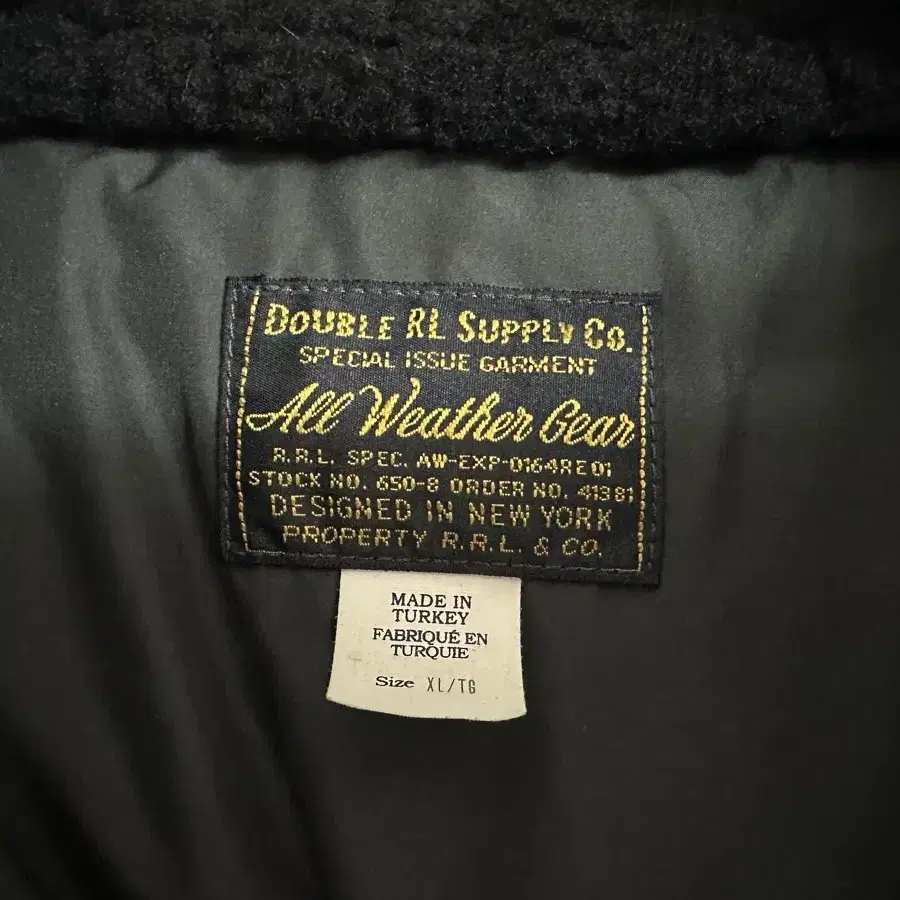 DOUBLE RL SUPPLY CO.
SPECIAL ISSUE GARMENT
All Weather Gear
R.R.L. SPEC. AW-EXP-0164RE01
STOCK NO. 650-8 ORDER NO. 41381
DESIGNED IN NEW YORK
PROPERTY R.R.L. & CO.
MADE IN
TURKEY
FABRIQUÉ EN
TURQUIE
Size XL/TG